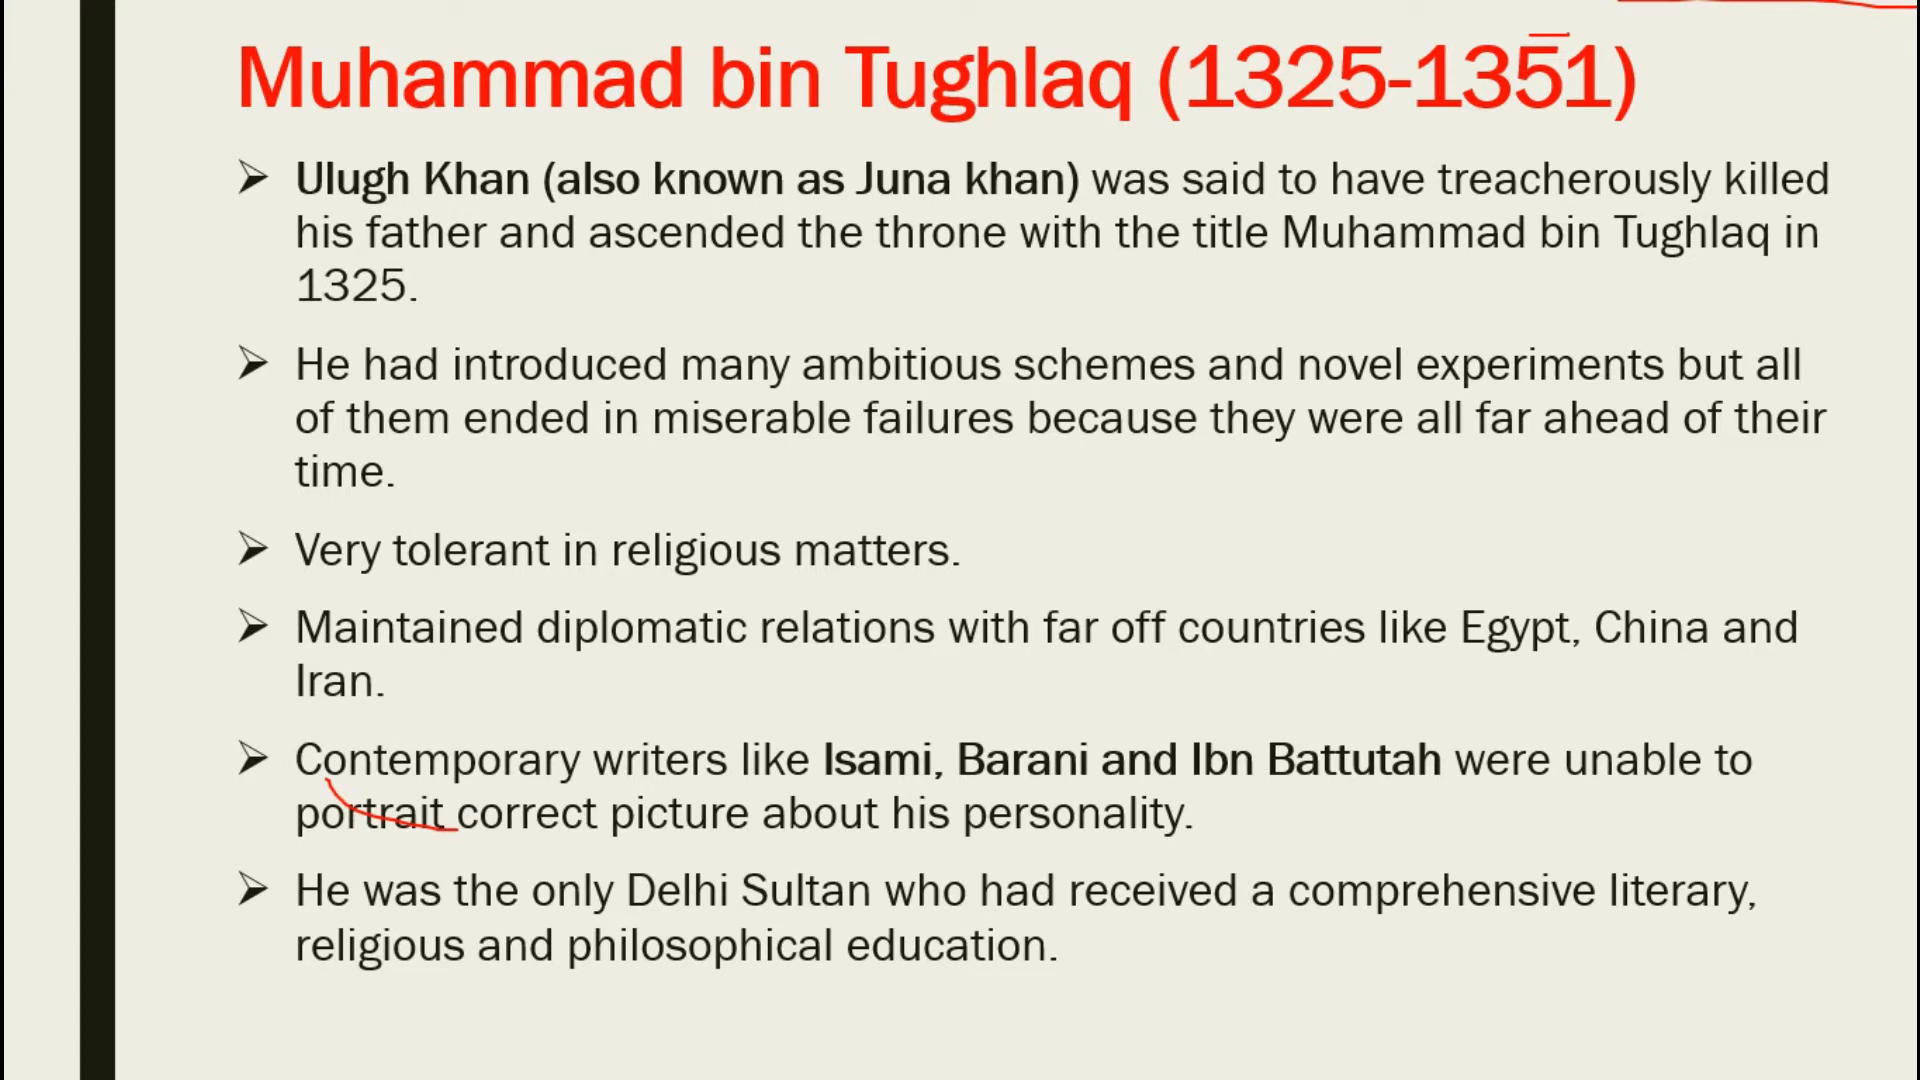 Muhammad bin Tughlaq (1325-1351)
Ulugh Khan (also known as Juna khan) was said to have treacherously killed
his father and ascended the throne with the title Muhammad bin Tughlaq in
1325.
He had introduced many ambitious schemes and novel experiments but all
of them ended in miserable failures because they were all far ahead of their
time.
Very tolerant in religious matters.
Maintained diplomatic relations with far off countries like Egypt, China and
Iran.
Contemporary writers like Isami, Barani and Ibn Battutah were unable to
portrait correct picture about his personality.
He was the only Delhi Sultan who had received a comprehensive literary,
religious and philosophical education.